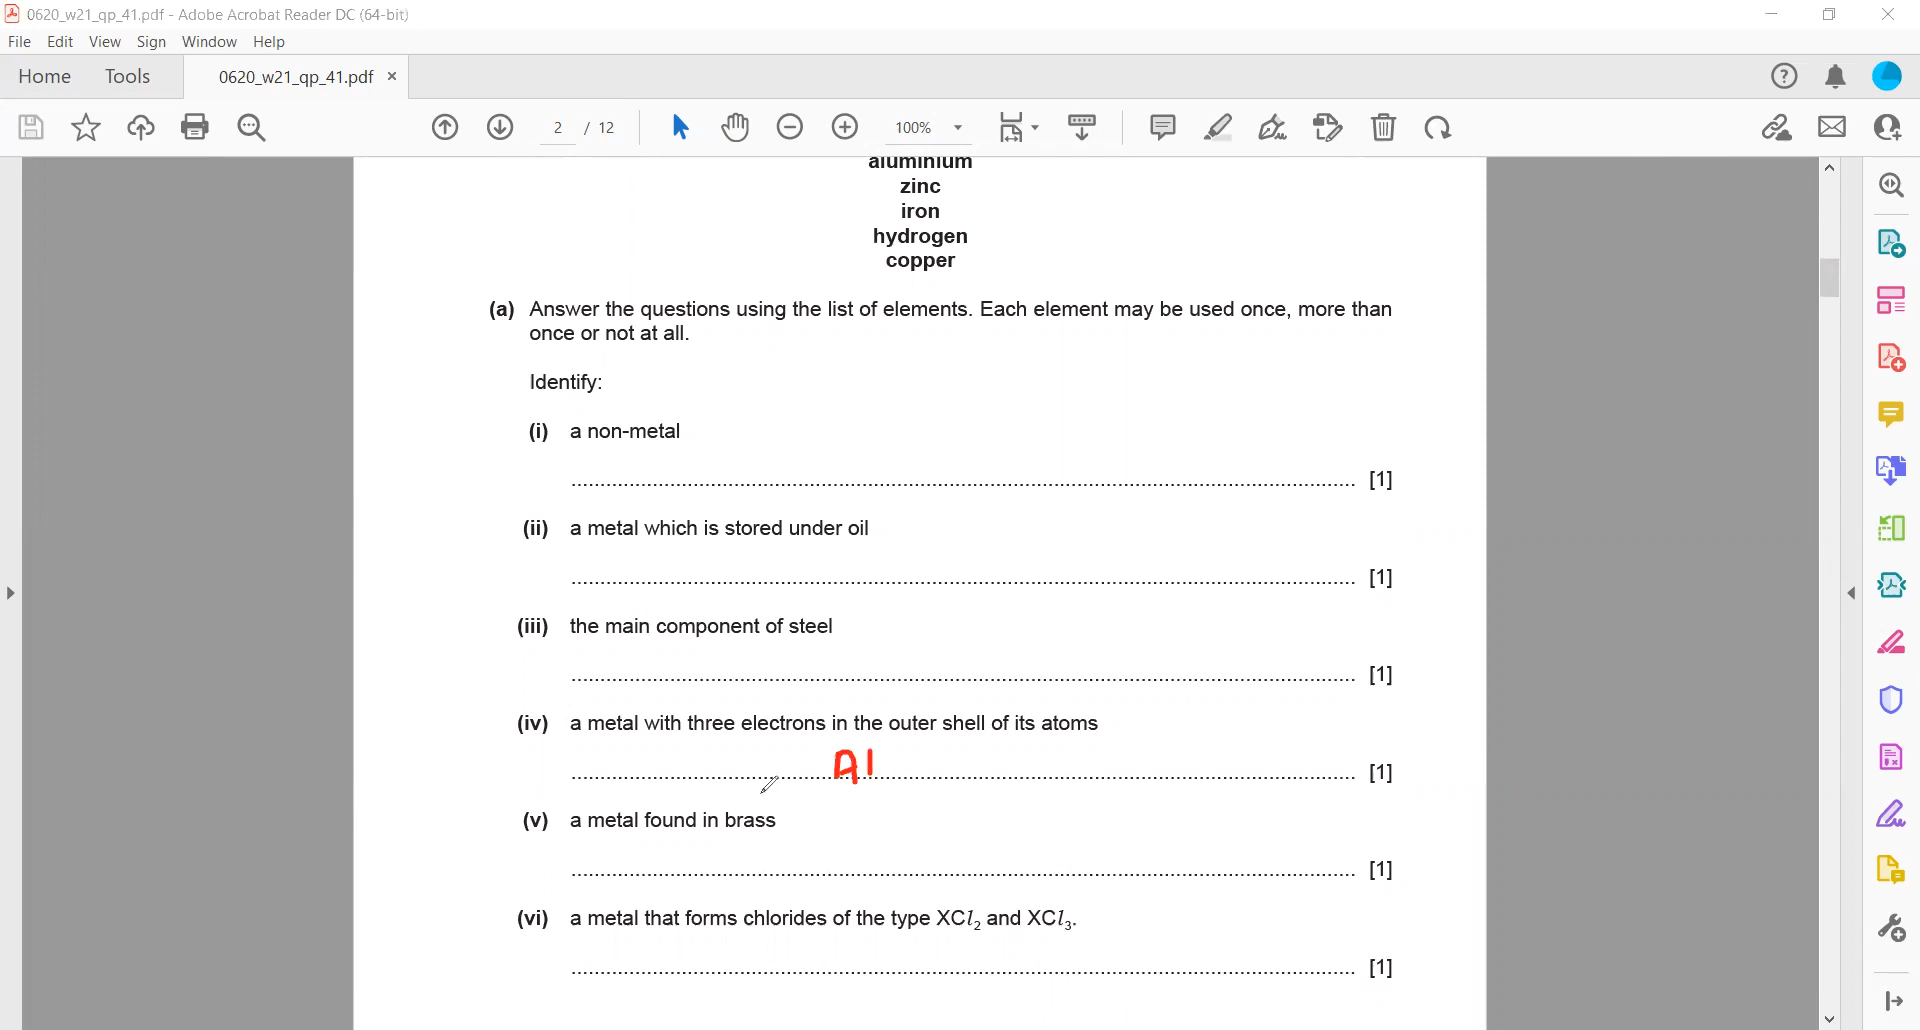 0620_w21_qp_41.pdf - Adobe Acrobat Reader DC (64-bit)
File Edit View Sign Window Help
Home Tools 0620_w21_qp_41.pdf ×
2 / 12 100%
aluminium
zinc
iron
hydrogen
copper
(a) Answer the questions using the list of elements. Each element may be used once, more than
once or not at all.
Identify:
(i) a non-metal
.......... [1]
(ii) a metal which is stored under oil
.......... [1]
(iii) the main component of steel
.......... [1]
(iv) a metal with three electrons in the outer shell of its atoms
Al
.......... [1]
(v) a metal found in brass
.......... [1]
(vi) a metal that forms chlorides of the type XCl₂ and XCl₃.
.......... [1]